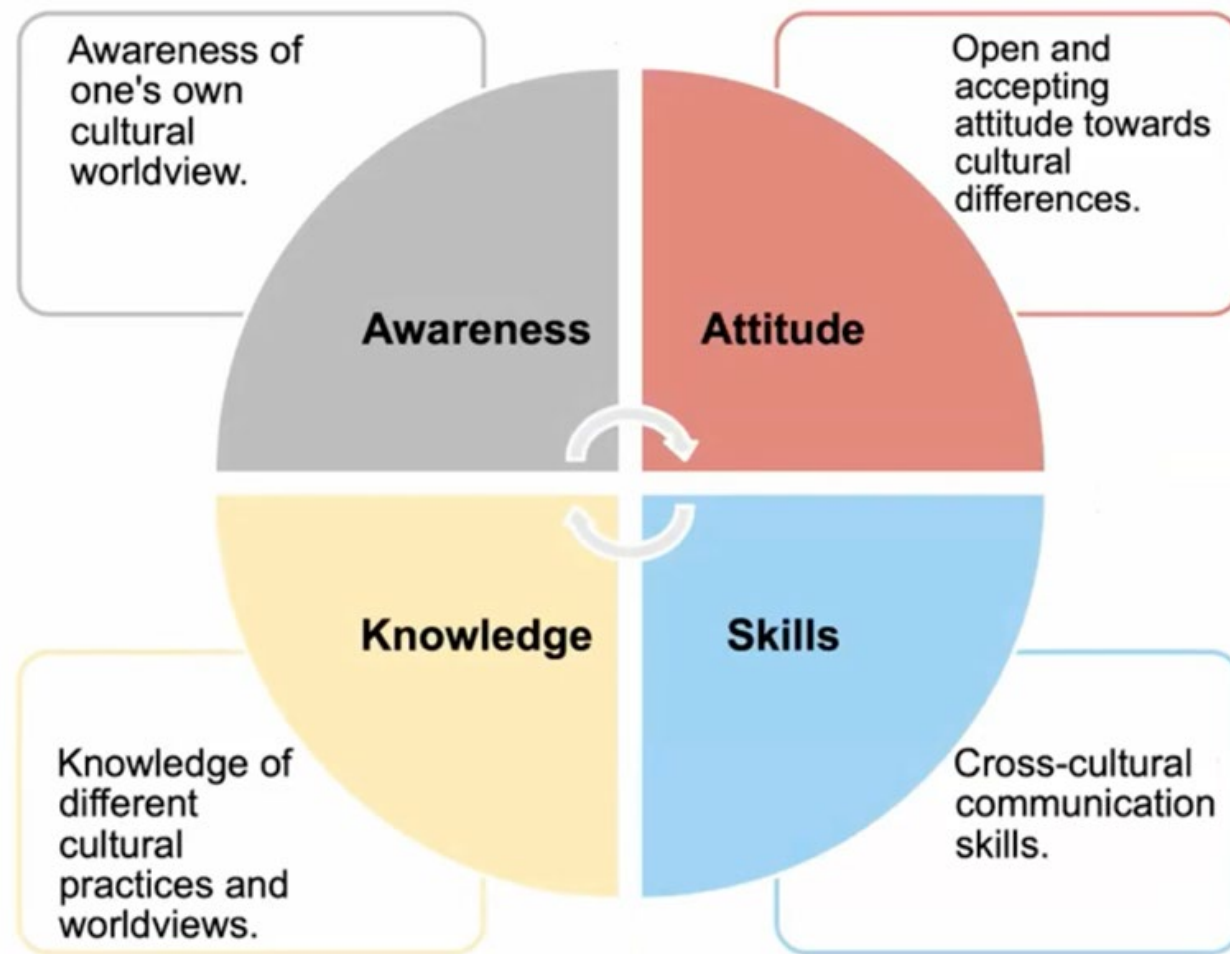 Awareness of
one's own
cultural
worldview.
Open and
accepting
attitude towards
cultural
differences.
Awareness
Attitude
Knowledge
Skills
Knowledge of
different
cultural
practices and
worldviews.
Cross-cultural
communication
skills.